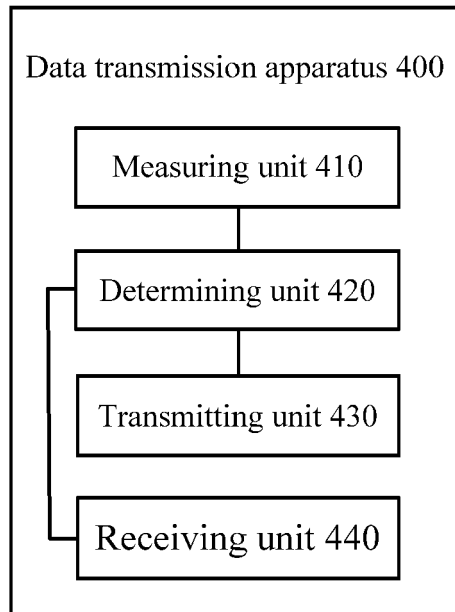 Data transmission apparatus 400
Measuring unit 410
Determining unit 420
Transmitting unit 430
Receiving unit 440